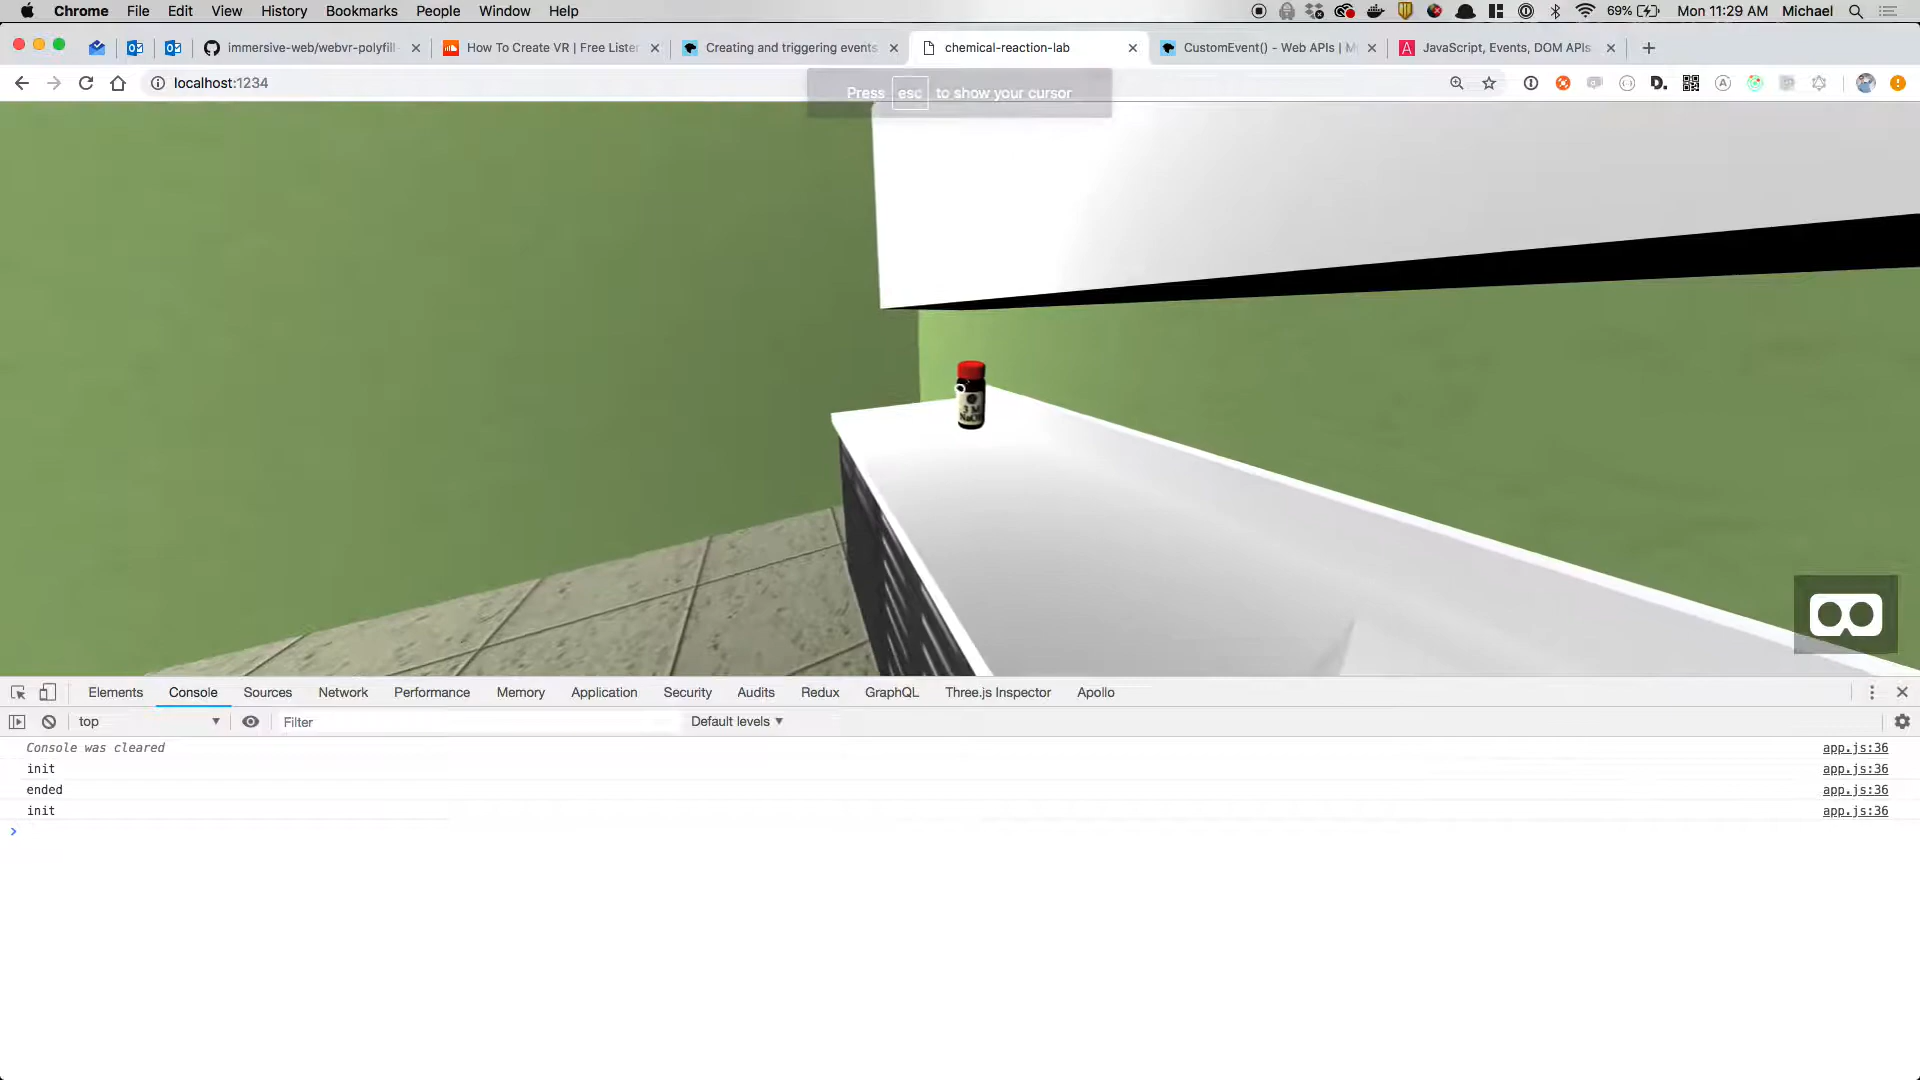 Chrome File Edit View History Bookmarks People Window Help 69% Mon 11:29 AM Michael
immersive-web/webvr-polyfill How To Create VR | Free Lister Creating and triggering events chemical-reaction-lab CustomEvent() - Web APIs | M JavaScript, Events, DOM APIs
localhost:1234
Press esc to show your cursor
3 M
Elements Console Sources Network Performance Memory Application Security Audits Redux GraphQL Three.js Inspector Apollo
top Filter Default levels
Console was cleared app.js:36
init app.js:36
ended app.js:36
init app.js:36